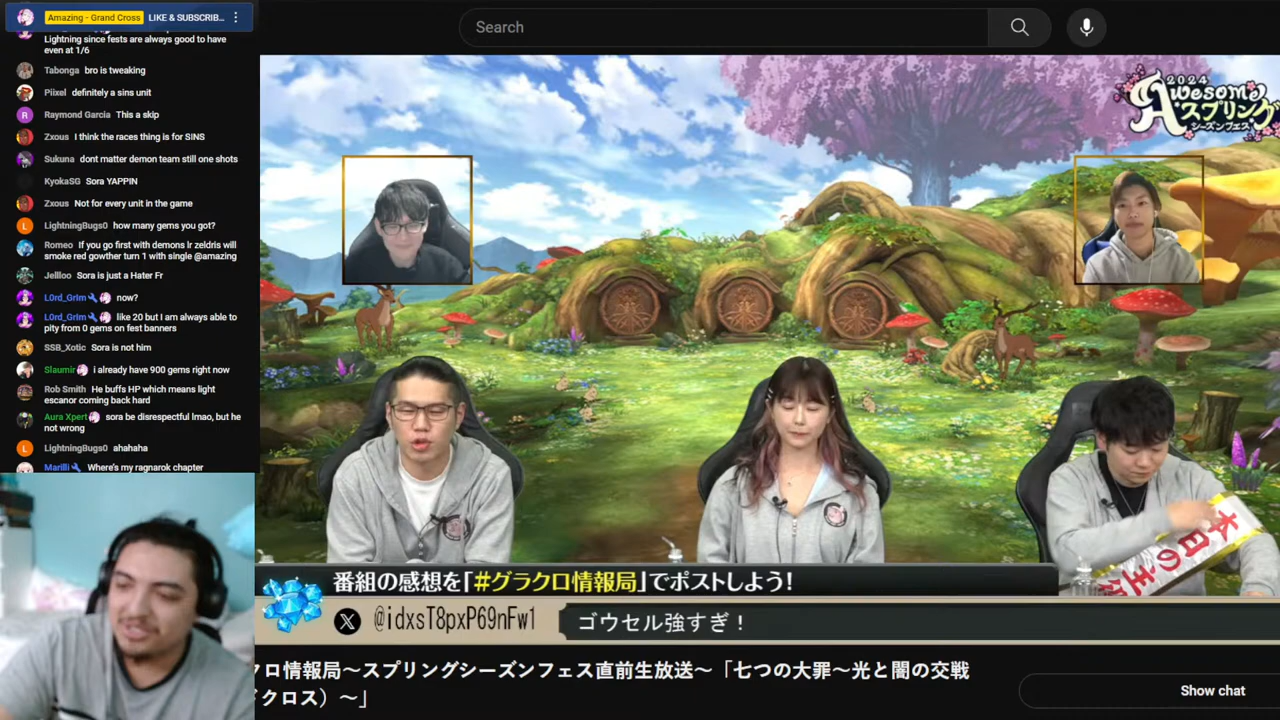 Amazing - Grand Cross LIKE & SUBSCRIB...
Lightning since fests are always good to have
even at 1/6
Tabonga bro is tweaking
Piixel definitely a sins unit
Raymond Garcia This a skip
Zxous I think the races thing is for SINS
Sukuna dont matter demon team still one shots
KyokaSG Sora YAPPIN
Zxous Not for every unit in the game
LightningBugs0 how many gems you got?
Romeo If you go first with demons lr zeldris will
smoke red gowther turn 1 with single @amazing
Jellloo Sora is just a Hater Fr
L0rd_Grim now?
L0rd_Grim like 20 but I am always able to
pity from 0 gems on fest banners
SSB_Xotic Sora is not him
Slaumir i already have 900 gems right now
Rob Smith He buffs HP which means light
escanor coming back hard
Aura Xpert sora be disrespectful lmao, but he
not wrong
LightningBugs0 ahahaha
Marilli Where's my ragnarok chapter
Search
2024
Awesome
スプリング
シーズンフェス
本日の主役
番組の感想を「#グラクロ情報局」でポストしよう!
X @idxsT8pxP69nFw1 ゴウセル強すぎ!
クロ情報局〜スプリングシーズンフェス直前生放送〜「七つの大罪〜光と闇の交戦
ドクロス)〜」
Show chat